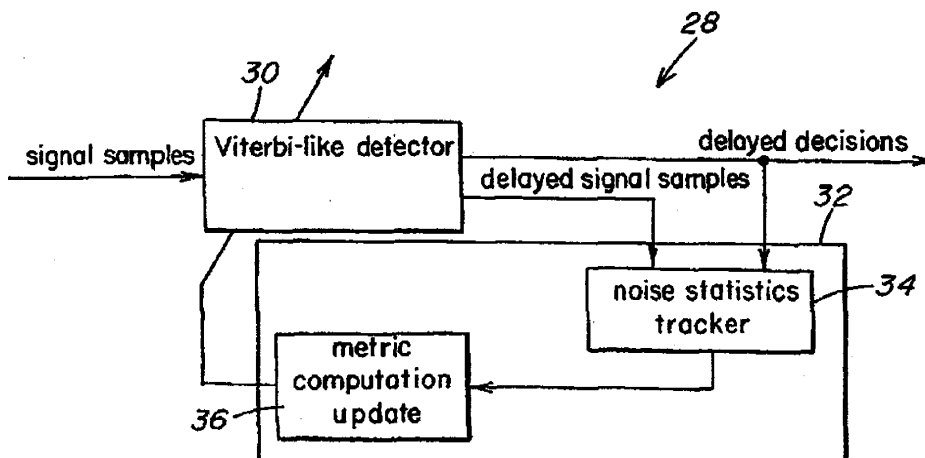 28
30
signal samples
Viterbi-like detector
delayed decisions
delayed signal samples
32
noise statistics
tracker
34
metric
computation
update
36